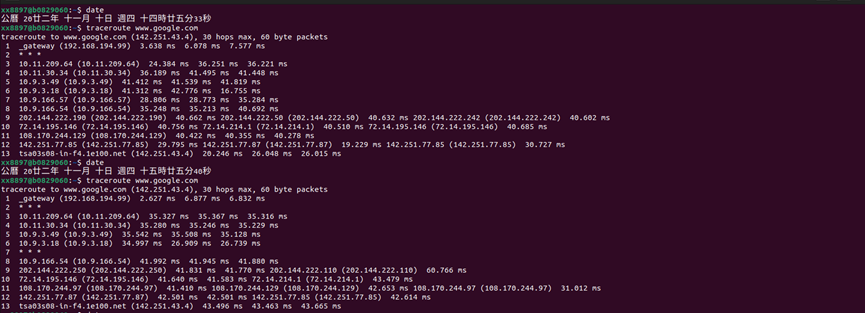 xx8897@b0829060:~$ date
公曆 20廿二年 十一月 十日 週四 十四時廿五分33秒
xx8897@b0829060:~$ traceroute www.google.com
traceroute to www.google.com (142.251.43.4), 30 hops max, 60 byte packets
1 _gateway (192.168.194.99) 3.638 ms 6.078 ms 7.577 ms
2 * * *
3 10.11.209.64 (10.11.209.64) 24.384 ms 36.251 ms 36.221 ms
4 10.11.30.34 (10.11.30.34) 36.189 ms 41.495 ms 41.448 ms
5 10.9.3.49 (10.9.3.49) 41.412 ms 41.539 ms 41.819 ms
6 10.9.3.18 (10.9.3.18) 41.312 ms 42.776 ms 16.755 ms
7 10.9.166.57 (10.9.166.57) 28.806 ms 28.773 ms 35.284 ms
8 10.9.166.54 (10.9.166.54) 35.248 ms 35.213 ms 40.692 ms
9 202.144.222.190 (202.144.222.190) 40.662 ms 202.144.222.50 (202.144.222.50) 40.632 ms 202.144.222.242 (202.144.222.242) 40.602 ms
10 72.14.195.146 (72.14.195.146) 40.756 ms 72.14.214.1 (72.14.214.1) 40.510 ms 72.14.195.146 (72.14.195.146) 40.685 ms
11 108.170.244.129 (108.170.244.129) 40.422 ms 40.355 ms 40.278 ms
12 142.251.77.85 (142.251.77.85) 29.795 ms 142.251.77.87 (142.251.77.87) 19.229 ms 142.251.77.85 (142.251.77.85) 30.727 ms
13 tsa03s08-in-f4.1e100.net (142.251.43.4) 20.246 ms 26.048 ms 26.015 ms
xx8897@b0829060:~$ date
公曆 20廿二年 十一月 十日 週四 十五時廿五分40秒
xx8897@b0829060:~$ traceroute www.google.com
traceroute to www.google.com (142.251.43.4), 30 hops max, 60 byte packets
1 _gateway (192.168.194.99) 2.627 ms 6.877 ms 6.832 ms
2 * * *
3 10.11.209.64 (10.11.209.64) 35.327 ms 35.367 ms 35.316 ms
4 10.11.30.34 (10.11.30.34) 35.280 ms 35.246 ms 35.229 ms
5 10.9.3.49 (10.9.3.49) 35.542 ms 35.508 ms 35.128 ms
6 10.9.3.18 (10.9.3.18) 34.997 ms 26.909 ms 26.739 ms
7 * * *
8 10.9.166.54 (10.9.166.54) 41.992 ms 41.945 ms 41.880 ms
9 202.144.222.250 (202.144.222.250) 41.831 ms 41.770 ms 202.144.222.110 (202.144.222.110) 60.766 ms
10 72.14.195.146 (72.14.195.146) 41.640 ms 41.583 ms 72.14.214.1 (72.14.214.1) 43.479 ms
11 108.170.244.97 (108.170.244.97) 41.410 ms 108.170.244.129 (108.170.244.129) 42.653 ms 108.170.244.97 (108.170.244.97) 31.012 ms
12 142.251.77.87 (142.251.77.87) 42.501 ms 42.501 ms 142.251.77.85 (142.251.77.85) 42.614 ms
13 tsa03s08-in-f4.1e100.net (142.251.43.4) 43.496 ms 43.463 ms 43.665 ms